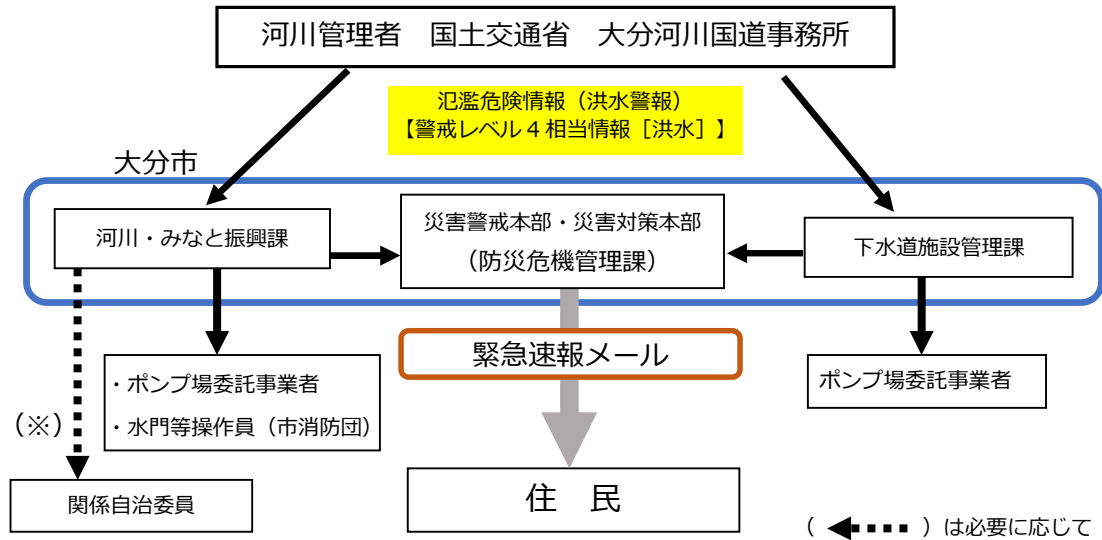 河川管理者　国土交通省　大分河川国道事務所
氾濫危険情報（洪水警報）
【警戒レベル４相当情報［洪水］】
大分市
河川・みなと振興課
災害警戒本部・災害対策本部
（防災危機管理課）
下水道施設管理課
緊急速報メール
・ポンプ場委託事業者
・水門等操作員（市消防団）
ポンプ場委託事業者
（※）
関係自治委員
住　民
（　）は必要に応じて